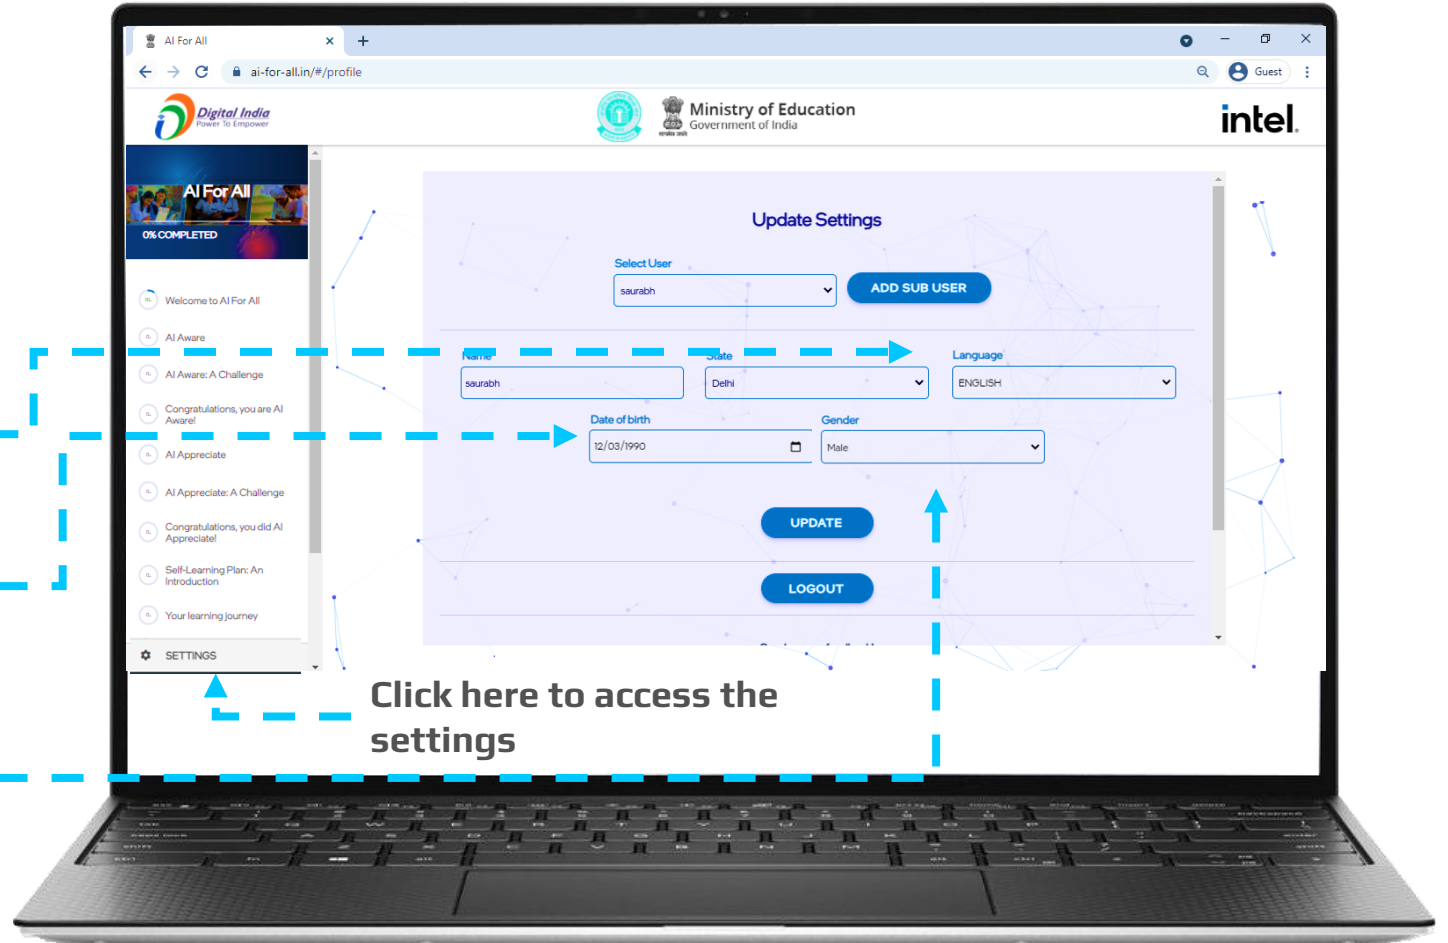 AI For All
ai-for-all.in/#/profile
Guest
Digital India
Power To Empower
Ministry of Education
Government of India
intel.
AI For All
0% COMPLETED
Welcome to AI For All
AI Aware
AI Aware: A Challenge
Congratulations, you are AI
Aware!
AI Appreciate
AI Appreciate: A Challenge
Congratulations, you did AI
Appreciate!
Self-Learning Plan: An
Introduction
Your learning journey
SETTINGS
Update Settings
Select User
saurabh
ADD SUB USER
Name
State
Language
saurabh
Delhi
ENGLISH
Date of birth
Gender
12/03/1990
Male
UPDATE
LOGOUT
Click here to access the
settings